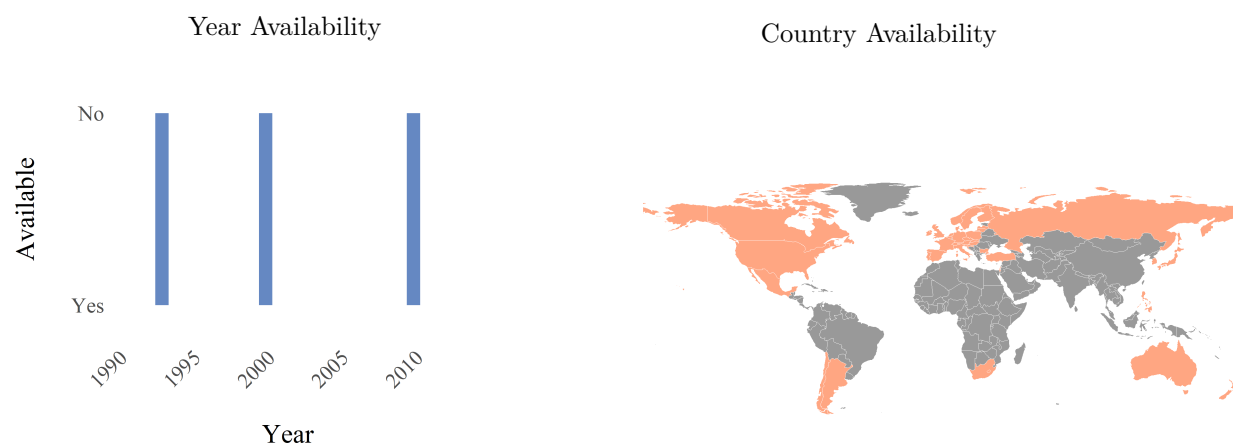 Year Availability
Available
No
Yes
1990
1995
2000
2005
2010
Year
Country Availability